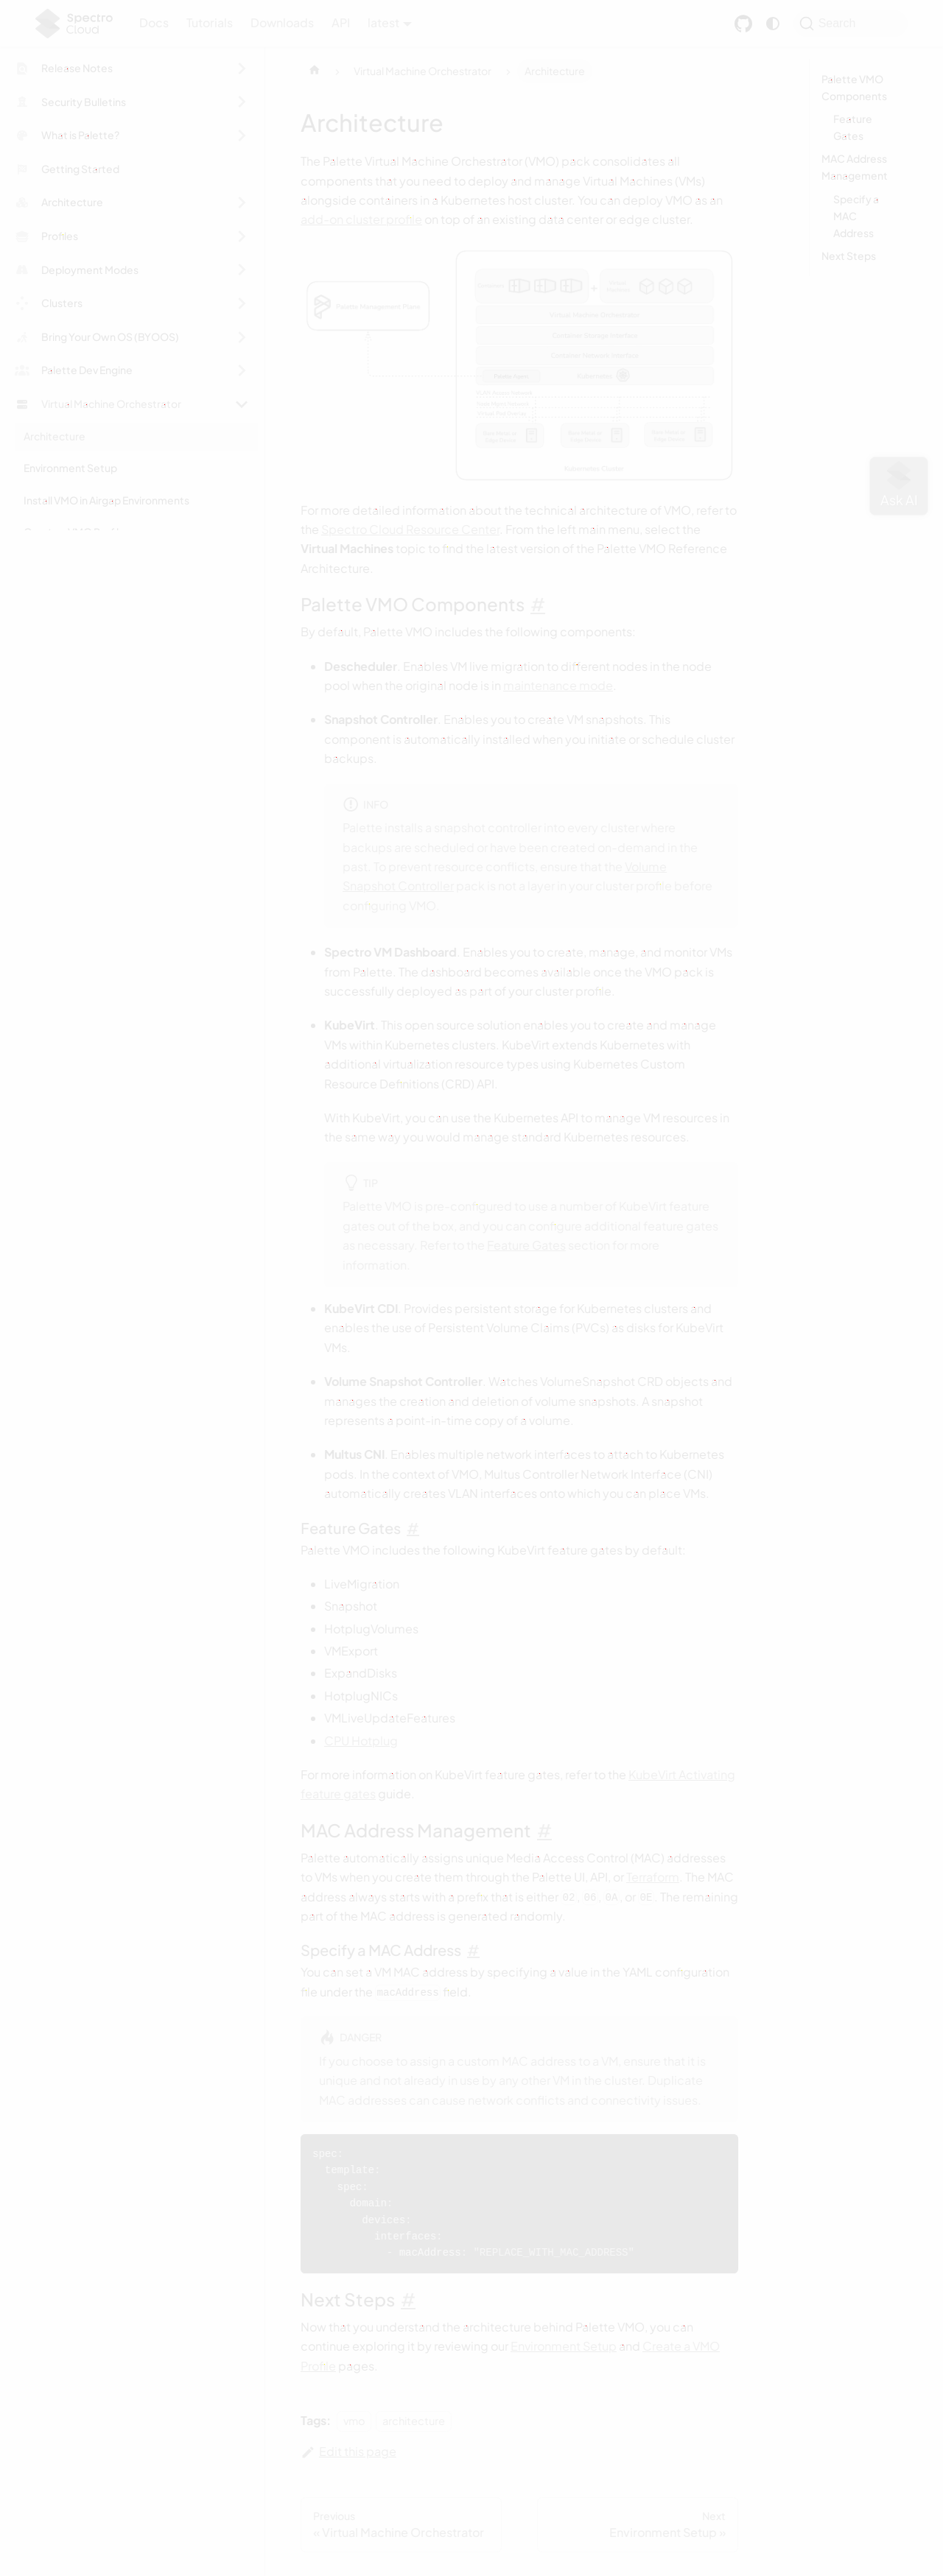 Spectro
Cloud
Docs
Tutorials
Downloads
API
latest
Search
Release Notes
Security Bulletins
What is Palette?
Getting Started
Architecture
Profiles
Deployment Modes
Clusters
Bring Your Own OS (BYOOS)
Palette Dev Engine
Virtual Machine Orchestrator
Architecture
Environment Setup
Install VMO in Airgap Environments
Virtual Machine Orchestrator
Architecture
Architecture
The Palette Virtual Machine Orchestrator (VMO) pack consolidates all
components that you need to deploy and manage Virtual Machines (VMs)
alongside containers in a Kubernetes host cluster. You can deploy VMO as an
add-on cluster profile on top of an existing data center or edge cluster.
Palette Management Plane
Virtual Machine Orchestrator
Container Storage Interface
Container Network Interface
Palette Agent
Kubernetes
Kubernetes Cluster
For more detailed information about the technical architecture of VMO, refer to
the Spectro Cloud Resource Center. From the left main menu, select the
Virtual Machines topic to find the latest version of the Palette VMO Reference
Architecture.
Palette VMO Components #
By default, Palette VMO includes the following components:
Descheduler. Enables VM live migration to different nodes in the node
pool when the original node is in maintenance mode.
Snapshot Controller. Enables you to create VM snapshots. This
component is automatically installed when you initiate or schedule cluster
backups.
INFO
Palette installs a snapshot controller into every cluster where
backups are scheduled or have been created on-demand in the
past. To prevent resource conflicts, ensure that the Volume
Snapshot Controller pack is not a layer in your cluster profile before
configuring VMO.
Spectro VM Dashboard. Enables you to create, manage, and monitor VMs
from Palette. The dashboard becomes available once the VMO pack is
successfully deployed as part of your cluster profile.
KubeVirt. This open source solution enables you to create and manage
VMs within Kubernetes clusters. KubeVirt extends Kubernetes with
additional virtualization resource types using Kubernetes Custom
Resource Definitions (CRD) API.
With KubeVirt, you can use the Kubernetes API to manage VM resources in
the same way you would manage standard Kubernetes resources.
TIP
Palette VMO is pre-configured to use a number of KubeVirt feature
gates out of the box, and you can configure additional feature gates
as necessary. Refer to the Feature Gates section for more
information.
KubeVirt CDI. Provides persistent storage for Kubernetes clusters and
enables the use of Persistent Volume Claims (PVCs) as disks for KubeVirt
VMs.
Volume Snapshot Controller. Watches VolumeSnapshot CRD objects and
manages the creation and deletion of volume snapshots. A snapshot
represents a point-in-time copy of a volume.
Multus CNI. Enables multiple network interfaces to attach to Kubernetes
pods. In the context of VMO, Multus Controller Network Interface (CNI)
automatically creates VLAN interfaces onto which you can place VMs.
Feature Gates #
Palette VMO includes the following KubeVirt feature gates by default:
LiveMigration
Snapshot
HotplugVolumes
VMExport
ExpandDisks
HotplugNICs
VMLiveUpdateFeatures
CPU Hotplug
For more information on KubeVirt feature gates, refer to the KubeVirt Activating
feature gates guide.
MAC Address Management #
Palette automatically assigns unique Media Access Control (MAC) addresses
to VMs when you create them through the Palette UI, API, or Terraform. The MAC
address always starts with a prefix that is either 02, 06, 0A, or 0E. The remaining
part of the MAC address is generated randomly.
Specify a MAC Address #
You can set a VM MAC address by specifying a value in the YAML configuration
file under the macAddress field.
DANGER
If you choose to assign a custom MAC address to a VM, ensure that it is
unique and not already in use by any other VM in the cluster. Duplicate
MAC addresses can cause network conflicts and connectivity issues.
spec:
template:
spec:
domain:
devices:
interfaces:
- macAddress: "REPLACE_WITH_MAC_ADDRESS"
Next Steps #
Now that you understand the architecture behind Palette VMO, you can
continue exploring it by reviewing our Environment Setup and Create a VMO
Profile pages.
Tags:
vmo
architecture
Edit this page
Previous
« Virtual Machine Orchestrator
Next
Environment Setup »
Palette VMO
Components
Feature
Gates
MAC Address
Management
Specify a
MAC
Address
Next Steps
Ask AI